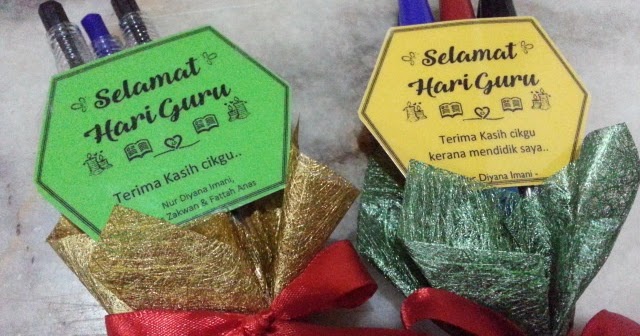 Selamat
Hari Guru
Terima Kasih cikgu..
Nur Diyana Imani,
Zakwan & Fattah Anas
Selamat
Hari Guru
Terima Kasih cikgu
kerana mendidik saya..
Nur Diyana Imani -